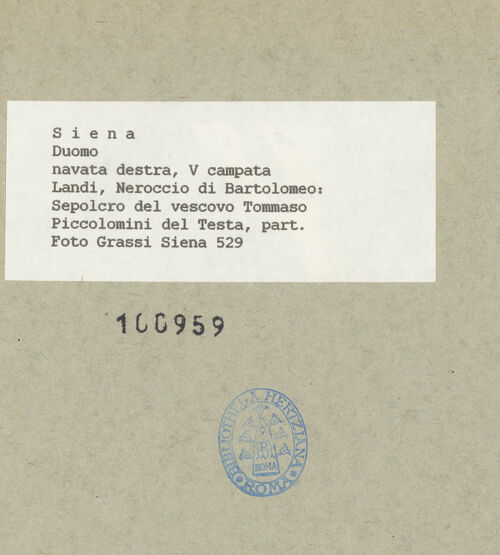 S i e n a
Duomo
navata destra, V campata
Landi, Neroccio di Bartolomeo:
Sepolcro del vescovo Tommaso
Piccolomini del Testa, part.
Foto Grassi Siena 529
100959
BIBLIOTHECA HERTZIANA
ROMA
ROMA